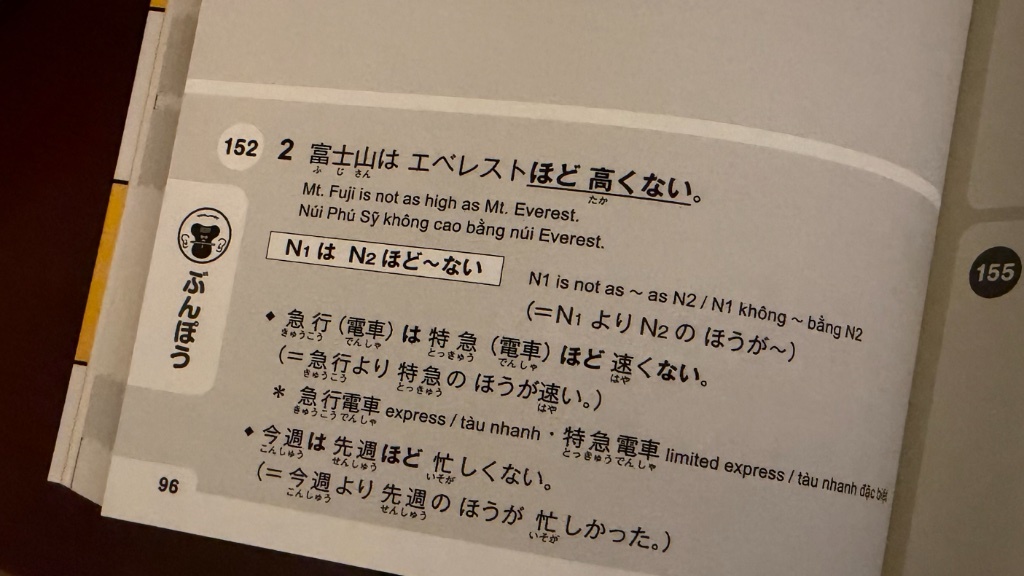 152 2 富士山は エベレストほど 高くない。
ふ じ さん たか
Mt. Fuji is not as high as Mt. Everest.
Núi Phú Sỹ không cao bằng núi Everest.
N1 は N2 ほど〜ない
N1 is not as ~ as N2 / N1 không ~ bằng N2
(=N1 より N2 の ほうが〜)
◆ 急行(電車)は 特急(電車)ほど 速くない。
きゅうこう でんしゃ とっきゅう でんしゃ はや
(=急行より 特急の ほうが速い。)
きゅうこう とっきゅう はや
* 急行電車 express / tàu nhanh・特急電車 limited express / tàu nhanh đặc biệt
きゅうこうでんしゃ とっきゅうでんしゃ
◆ 今週は 先週ほど 忙しくない。
こんしゅう せんしゅう いそが
(=今週より 先週の ほうが 忙しかった。)
こんしゅう せんしゅう いそが
ぶんぽう
96
155